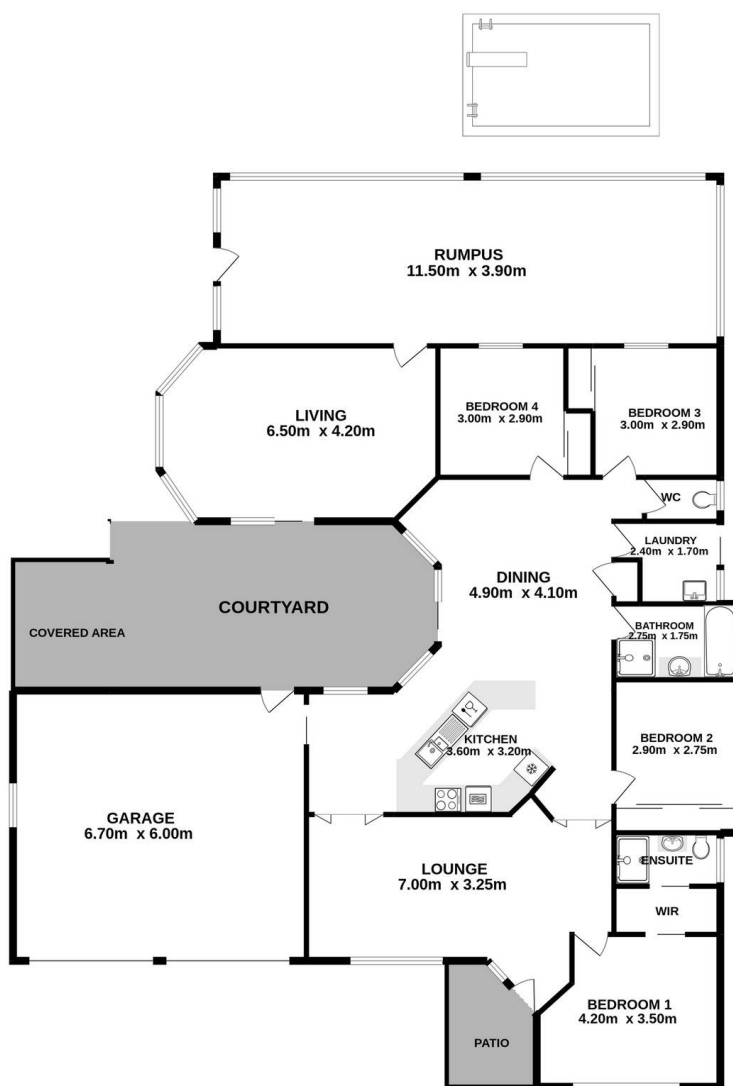 RUMPUS
11.50m x 3.90m
LIVING
6.50m x 4.20m
BEDROOM 4
3.00m x 2.90m
BEDROOM 3
3.00m x 2.90m
WC
LAUNDRY
2.40m x 1.70m
DINING
4.90m x 4.10m
COURTYARD
COVERED AREA
BATHROOM
2.75m x 1.75m
KITCHEN
3.60m x 3.20m
BEDROOM 2
2.90m x 2.75m
GARAGE
6.70m x 6.00m
LOUNGE
7.00m x 3.25m
ENSUITE
WIR
BEDROOM 1
4.20m x 3.50m
PATIO